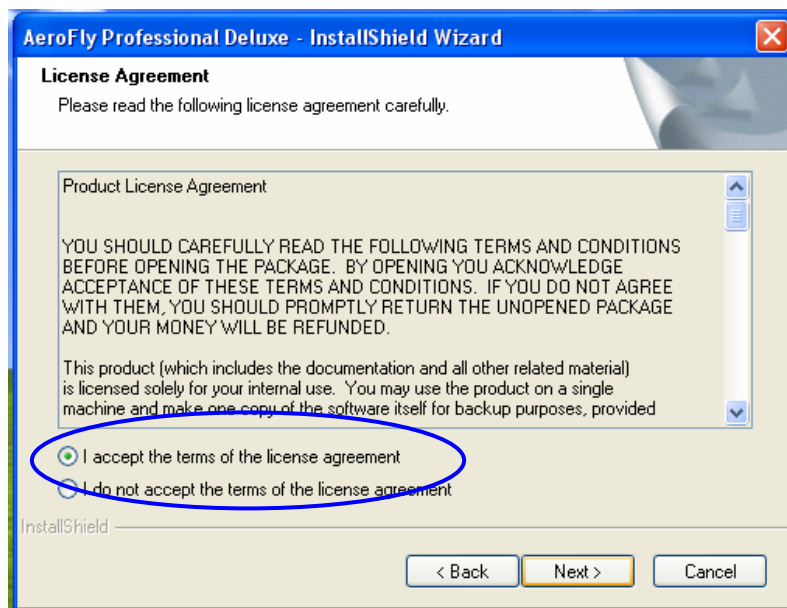 AeroFly Professional Deluxe - InstallShield Wizard
License Agreement
Please read the following license agreement carefully.
Product License Agreement
YOU SHOULD CAREFULLY READ THE FOLLOWING TERMS AND CONDITIONS
BEFORE OPENING THE PACKAGE.  BY OPENING YOU ACKNOWLEDGE
ACCEPTANCE OF THESE TERMS AND CONDITIONS.  IF YOU DO NOT AGREE
WITH THEM, YOU SHOULD PROMPTLY RETURN THE UNOPENED PACKAGE
AND YOUR MONEY WILL BE REFUNDED.
This product (which includes the documentation and all other related material)
is licensed solely for your internal use.  You may use the product on a single
machine and make one copy of the software itself for backup purposes, provided
I accept the terms of the license agreement
I do not accept the terms of the license agreement
InstallShield
< Back
Next >
Cancel